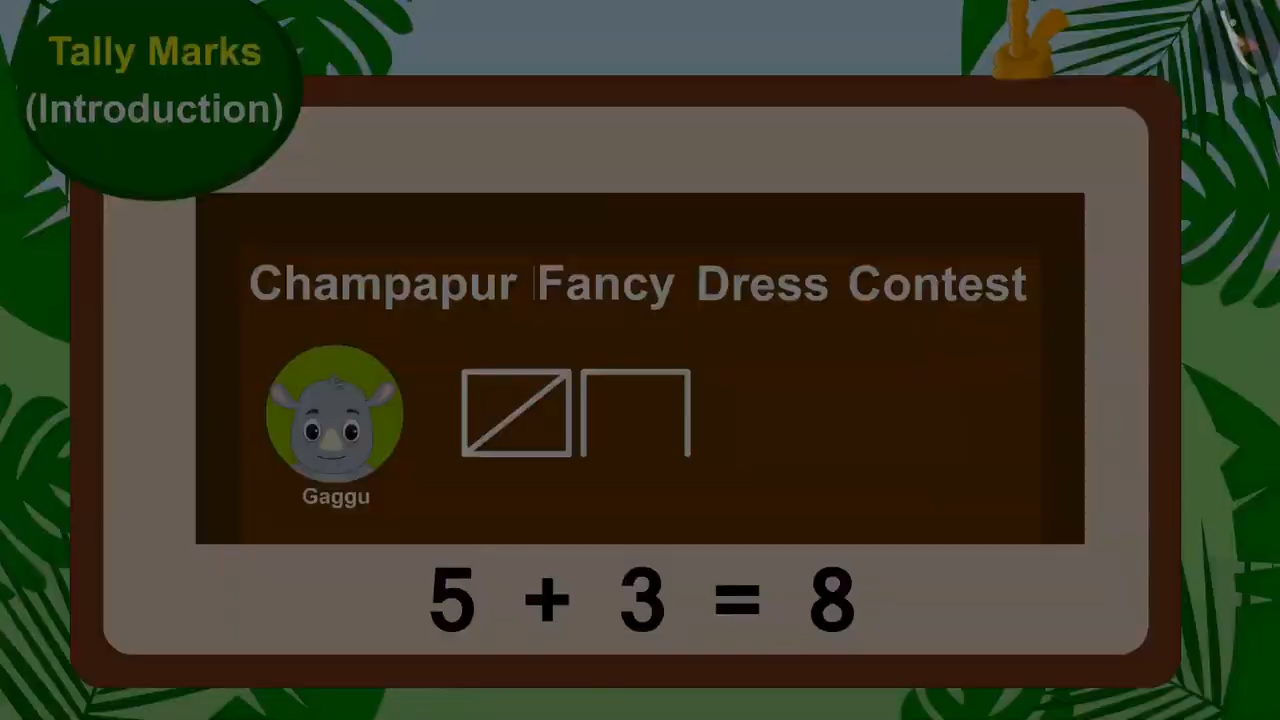 Tally Marks
(Introduction)
Champapur Fancy Dress Contest
Gaggu
5 + 3 = 8